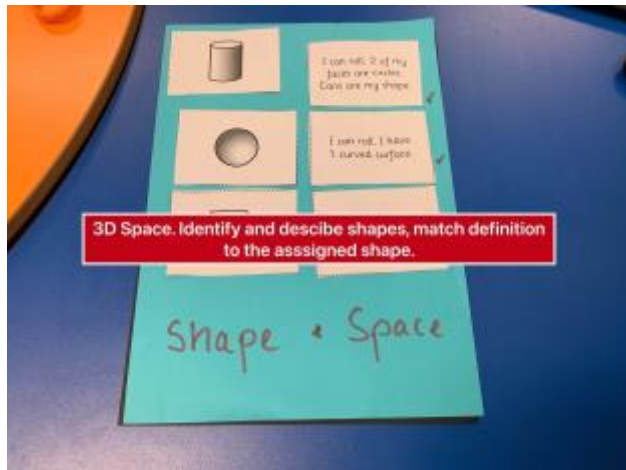 I can roll. 2 of my
faces are circles.
Cans are my shape
I can roll. I have
1 curved surface
3D Space. Identify and descibe shapes, match definition
to the asssigned shape.
Shape & Space